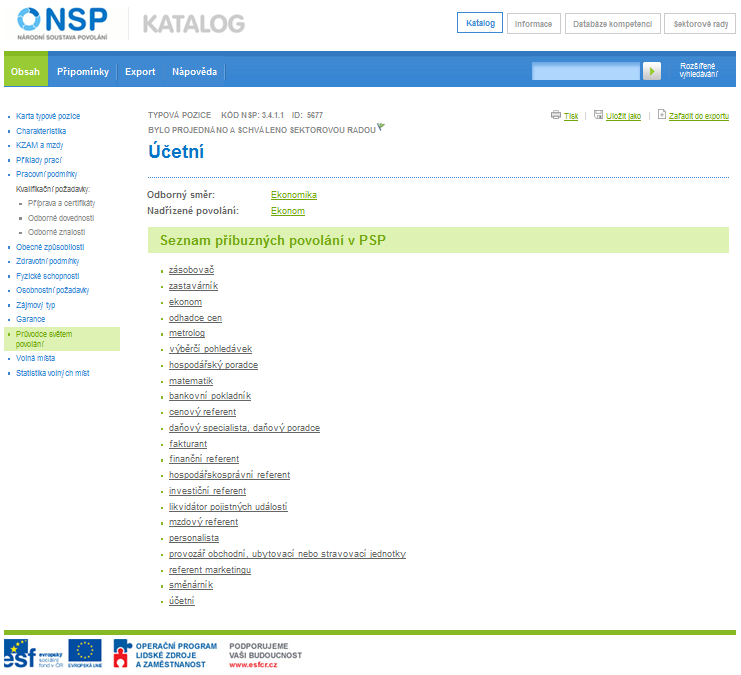 NSP
NÁRODNÍ SOUSTAVA POVOLÁNÍ
KATALOG
Katalog
Informace
Databáze kompetencí
Sektorové rady
Obsah
Připomínky
Export
Nápověda
Rozšířené
vyhledávání
Karta typové pozice
Charakteristika
KZAM a mzdy
Příklady prací
Pracovní podmínky
Kvalifikační požadavky:
Příprava a certifikáty
Odborné dovednosti
Odborné znalosti
Obecné způsobilosti
Zdravotní podmínky
Fyzické schopnosti
Osobnostní požadavky
Zájmový typ
Garance
Průvodce světem
povolání
Volná místa
Statistika volných míst
TYPOVÁ POZICE KÓD NSP: 3.4.1.1 ID: 5677
Tisk
Uložit jako
Zařadit do exportu
BYLO PROJEDNÁNO A SCHVÁLENO SEKTOROVOU RADOU
Účetní
Odborný směr: Ekonomika
Nadřízené povolání: Ekonom
Seznam příbuzných povolání v PSP
zásobovač
zastavárník
ekonom
odhadce cen
metrolog
výběrčí pohledávek
hospodářský poradce
matematik
bankovní pokladník
cenový referent
daňový specialista, daňový poradce
fakturant
finanční referent
hospodářskosprávní referent
investiční referent
likvidátor pojistných událostí
mzdový referent
personalista
provozář obchodní, ubytovací nebo stravovací jednotky
referent marketingu
směnárník
účetní
esf
evropský
sociální
fond v ČR
EVROPSKÁ UNIE
OPERAČNÍ PROGRAM
LIDSKÉ ZDROJE
A ZAMĚSTNANOST
PODPORUJEME
VAŠI BUDOUCNOST
www.esfcr.cz